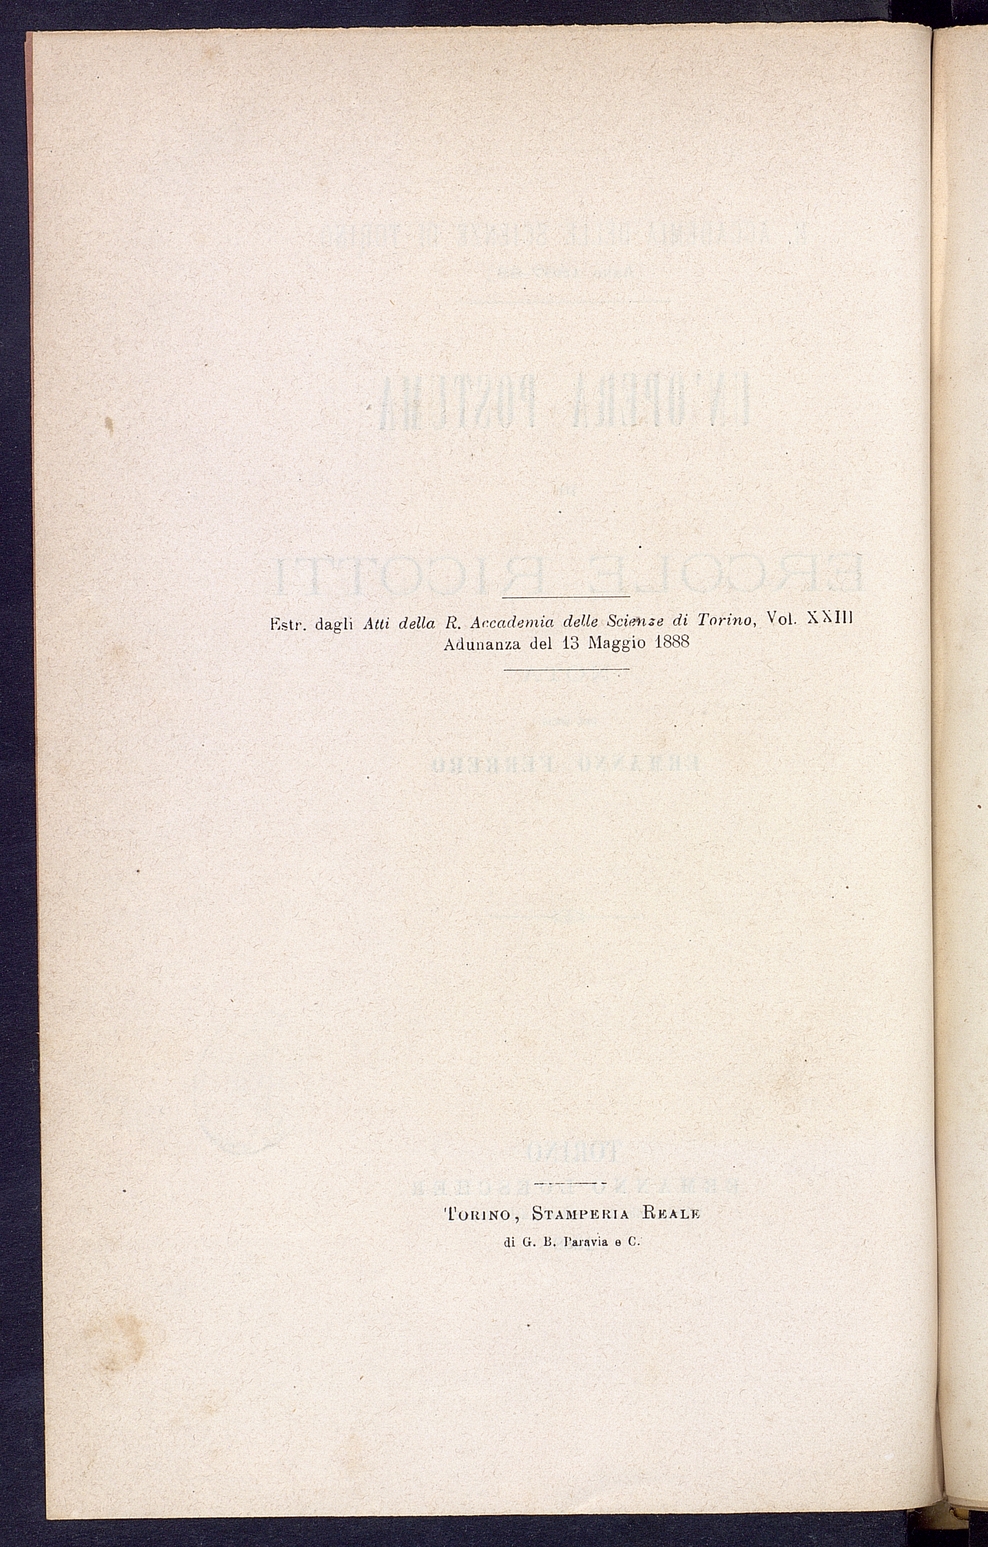 Estr. dagli Atti della R. Accademia delle Scienze di Torino, Vol. XXIII
Adunanza del 13 Maggio 1888
TORINO, STAMPERIA REALE
di G. B. Paravia e C.